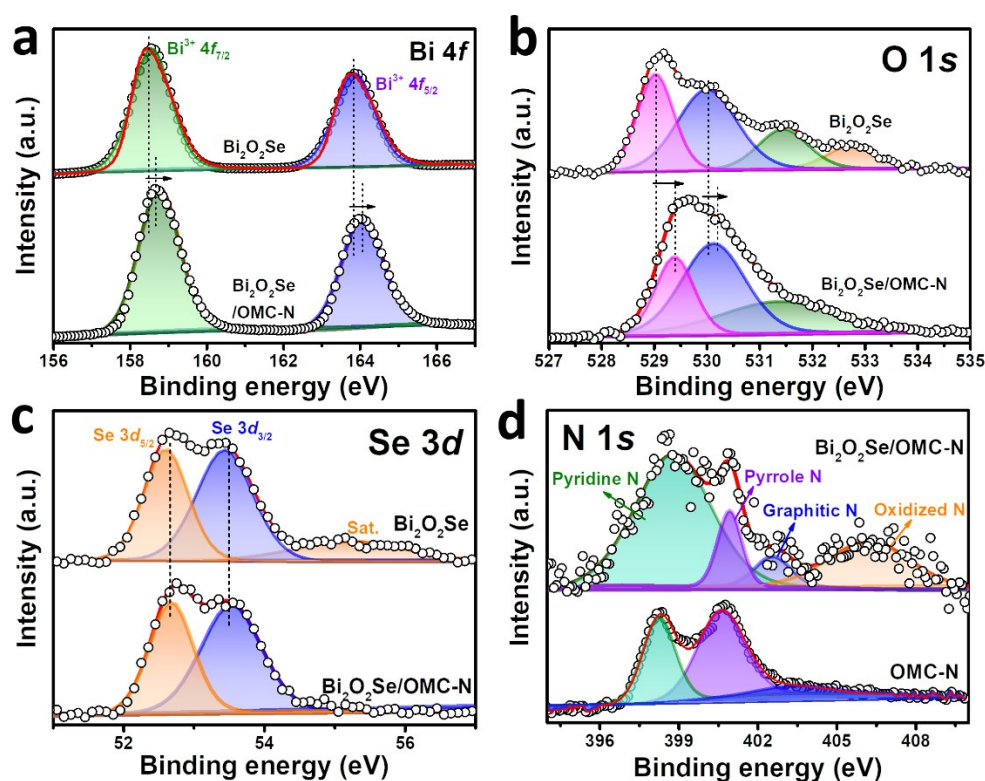 a
Bi³⁺ 4f₇/₂
Bi 4f
Bi³⁺ 4f₅/₂
Bi₂O₂Se
Bi₂O₂Se
/OMC-N
Intensity (a.u.)
156 158 160 162 164 166
Binding energy (eV)
b
O 1s
Bi₂O₂Se
Bi₂O₂Se/OMC-N
Intensity (a.u.)
527 528 529 530 531 532 533 534 535
Binding energy (eV)
c
Se 3d₅/₂
Se 3d₃/₂
Se 3d
Sat.
Bi₂O₂Se
Bi₂O₂Se/OMC-N
Intensity (a.u.)
52 54 56
Binding energy (eV)
d
N 1s
Bi₂O₂Se/OMC-N
Pyridine N
Pyrrole N
Graphitic N
Oxidized N
OMC-N
Intensity (a.u.)
396 399 402 405 408
Binding energy (eV)